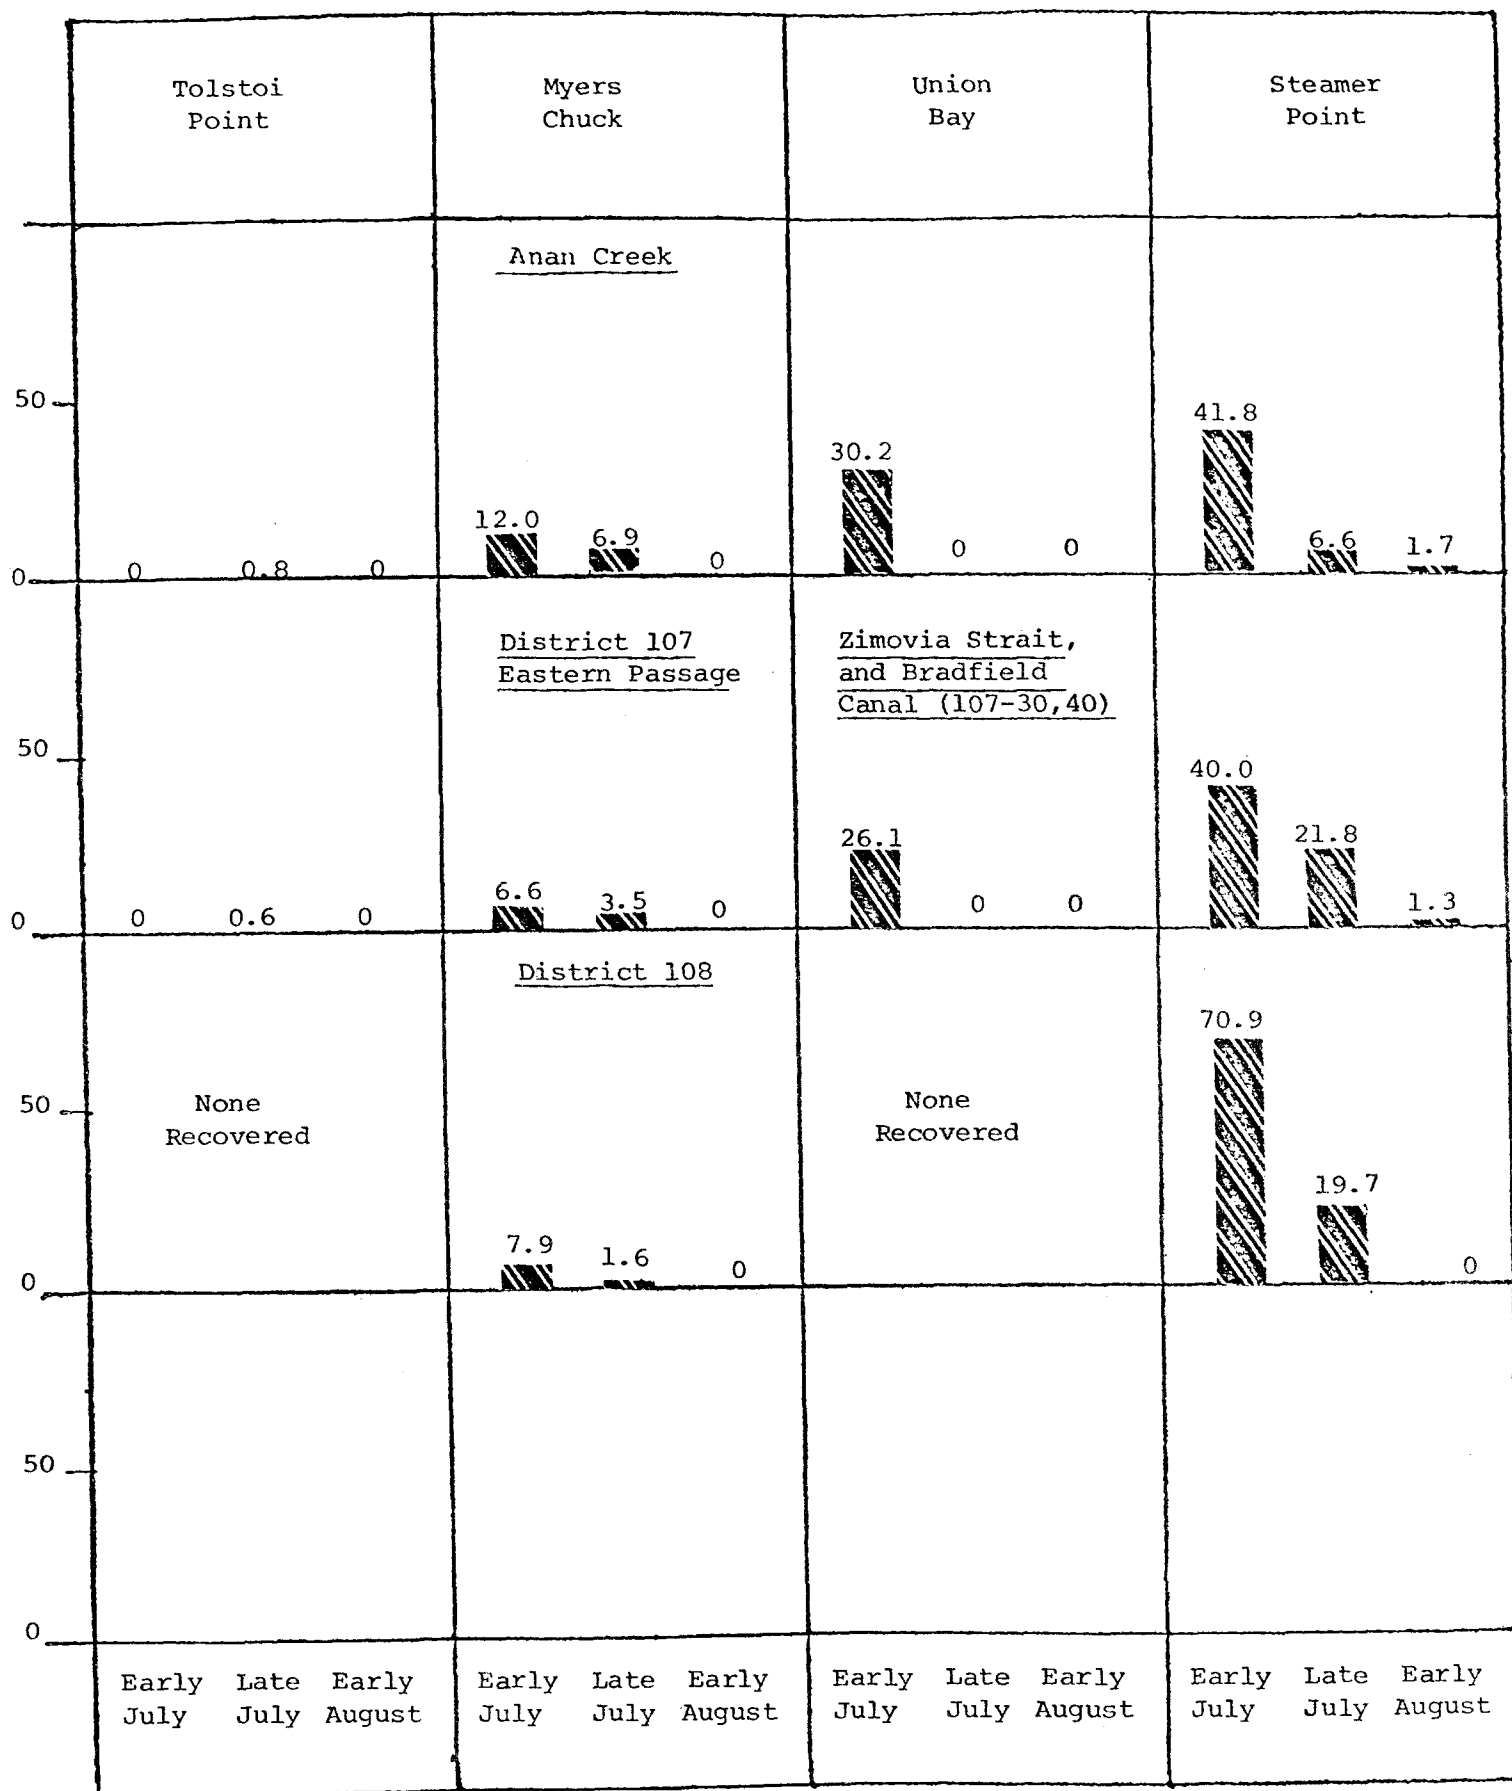 Tolstoi
Point
Myers
Chuck
Union
Bay
Steamer
Point
Anan Creek
50
41.8
30.2
12.0
6.9
0
0
0
6.6
1.7
0
0
0.8
0
District 107
Eastern Passage
Zimovia Strait,
and Bradfield
Canal (107-30,40)
50
40.0
26.1
21.8
6.6
3.5
0
0
0
1.3
0
0
0.6
0
District 108
70.9
50
None
Recovered
None
Recovered
19.7
7.9
1.6
0
0
0
50
0
Early Late Early
July July August
Early Late Early
July July August
Early Late Early
July July August
Early Late Early
July July August